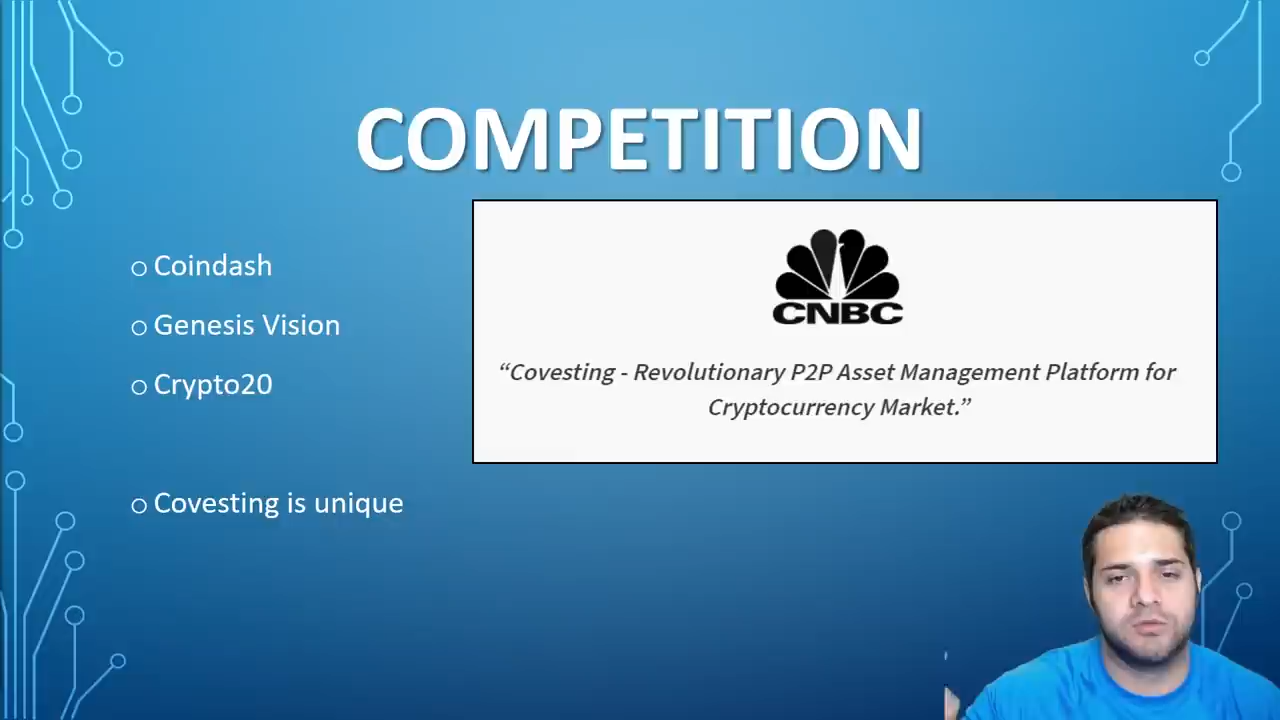 COMPETITION
Coindash
Genesis Vision
Crypto20
Covesting is unique
CNBC
“Covesting - Revolutionary P2P Asset Management Platform for
Cryptocurrency Market.”